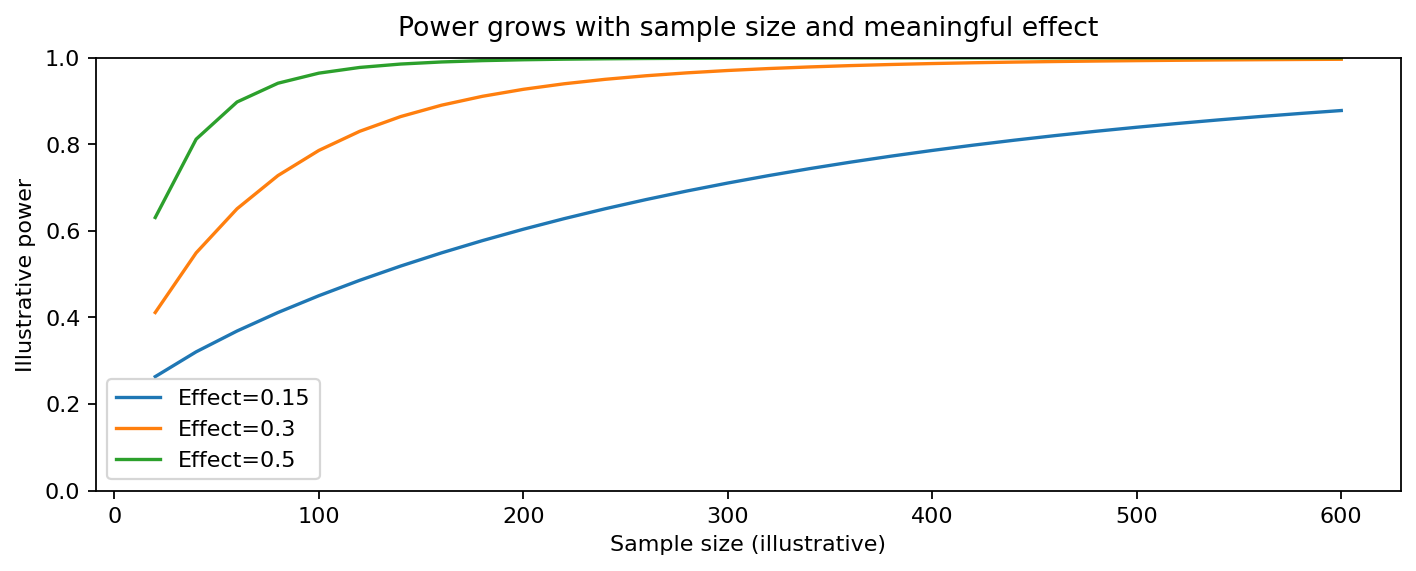 Power grows with sample size and meaningful effect
1.0
0.8
0.6
0.4
0.2
0.0
Illustrative power
Effect=0.15
Effect=0.3
Effect=0.5
0 100 200 300 400 500 600
Sample size (illustrative)